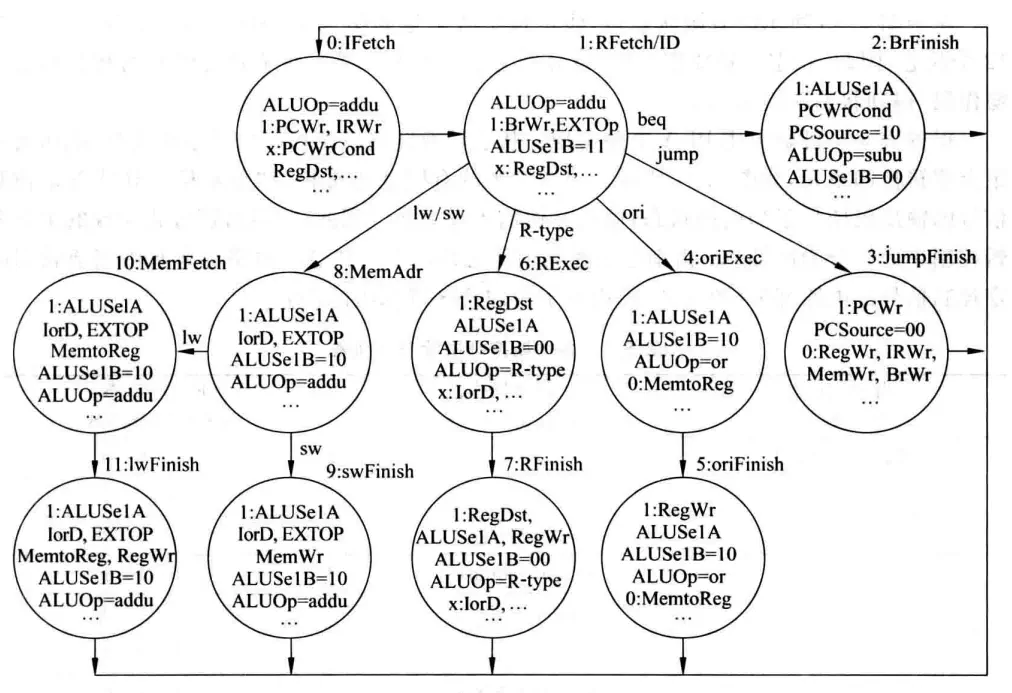 0:IFetch
ALUOp=addu
1:PCWr, IRWr
x:PCWrCond
RegDst,…
…
1:RFetch/ID
ALUOp=addu
1:BrWr,EXTOp
ALUSe1B=11
x:RegDst,…
…
2:BrFinish
1:ALUSe1A
PCWrCond
PCSource=10
ALUOp=subu
ALUSe1B=00
…
beq
jump
lw/sw
R-type
ori
10:MemFetch
1:ALUSelA
IorD, EXTOP
MemtoReg
ALUSe1B=10
ALUOp=addu
…
lw
8:MemAdr
1:ALUSe1A
IorD, EXTOP
ALUSe1B=10
ALUOp=addu
…
6:RExec
1:RegDst
ALUSe1A
ALUSe1B=00
ALUOp=R-type
x:IorD, …
…
4:oriExec
1:ALUSe1A
ALUSe1B=10
ALUOp=or
0:MemtoReg
…
3:JumpFinish
1:PCWr
PCSource=00
0:RegWr, IRWr,
MemWr, BrWr
…
11:lwFinish
1:ALUSe1A
IorD, EXTOP
MemtoReg, RegWr
ALUSe1B=10
ALUOp=addu
…
sw
9:swFinish
1:ALUSe1A
IorD, EXTOP
MemWr
ALUSe1B=10
ALUOp=addu
…
7:RFinish
1:RegDst,
ALUSe1A, RegWr
ALUSe1B=00
ALUOp=R-type
x:IorD, …
…
5:oriFinish
1:RegWr
ALUSe1A
ALUSe1B=10
ALUOp=or
0:MemtoReg
…